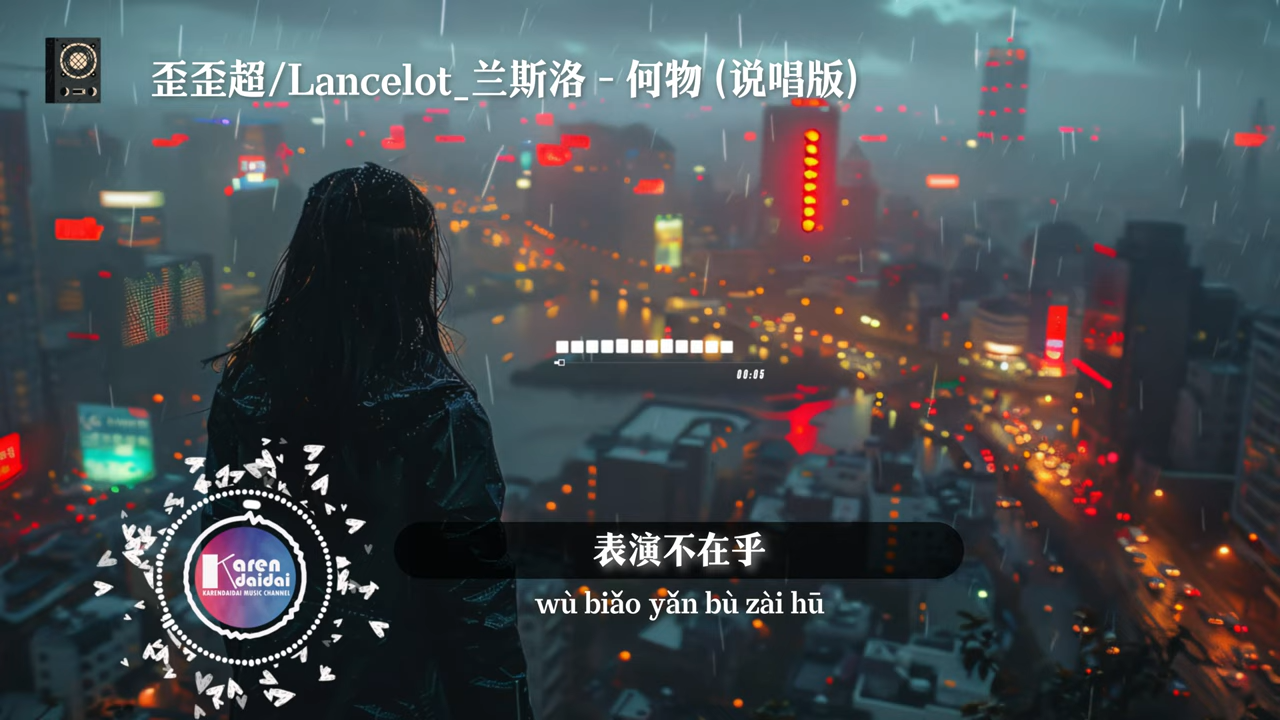 歪歪超/Lancelot_兰斯洛 - 何物 (说唱版)
00:05
表演不在乎
wù biǎo yǎn bù zài hū
Karen
daidai
KARENDAIDAI MUSIC CHANNEL